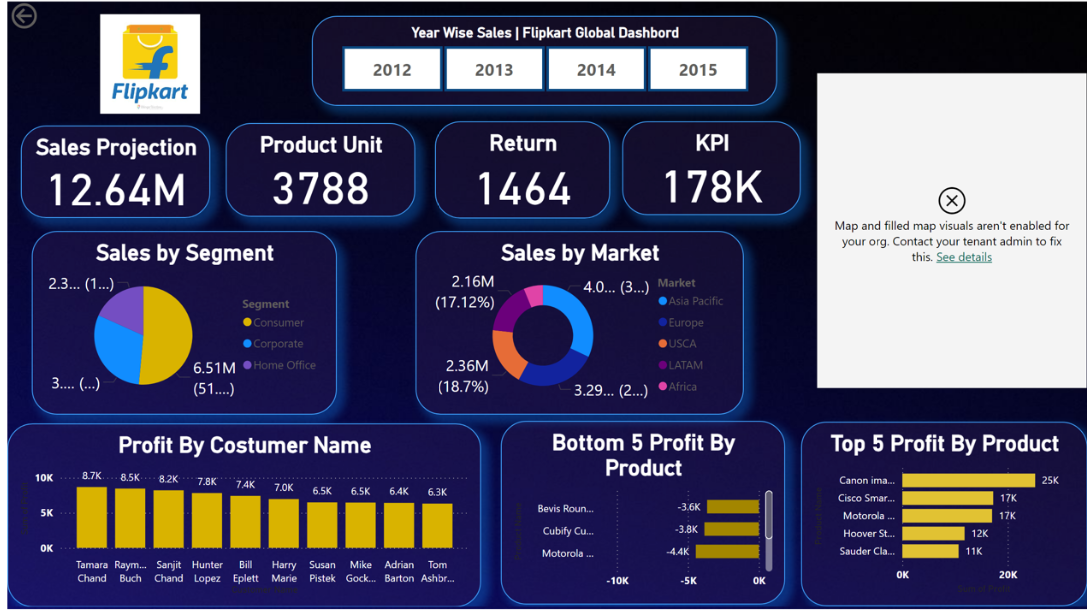 Year Wise Sales | Flipkart Global Dashbord
2012
2013
2014
2015
Flipkart
Sales Projection
12.64M
Product Unit
3788
Return
1464
KPI
178K
Map and filled map visuals aren't enabled for
your org. Contact your tenant admin to fix
this. See details
Sales by Segment
2.3... (1...)
3.... (...)
6.51M
(51....)
Segment
Consumer
Corporate
Home Office
Sales by Market
2.16M
(17.12%)
2.36M
(18.7%)
4.0... (3...)
3.29... (2...)
Market
Asia Pacific
Europe
USCA
LATAM
Africa
Profit By Costumer Name
10K
5K
0K
8.7K
8.5K
8.2K
7.8K
7.4K
7.0K
6.5K
6.5K
6.4K
6.3K
Tamara
Chand
Raym...
Buch
Sanjit
Chand
Hunter
Lopez
Bill
Eplett
Harry
Marie
Susan
Pistek
Mike
Gock...
Adrian
Barton
Tom
Ashbr...
Bottom 5 Profit By
Product
Bevis Roun...
-3.6K
Cubify Cu...
-3.8K
Motorola ...
-4.4K
-10K
-5K
0K
Top 5 Profit By Product
Canon ima...
25K
Cisco Smar...
17K
Motorola ...
17K
Hoover St...
12K
Sauder Cla...
11K
0K
20K